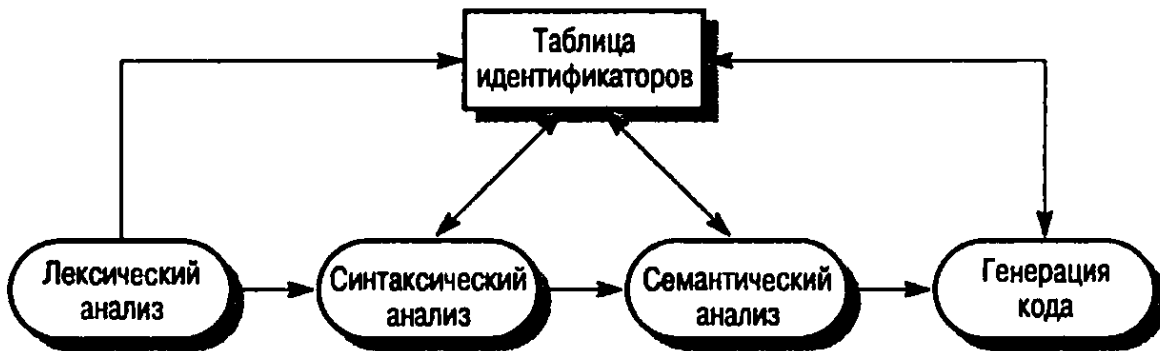 Таблица
идентификаторов
Лексический
анализ
Синтаксический
анализ
Семантический
анализ
Генерация
кода